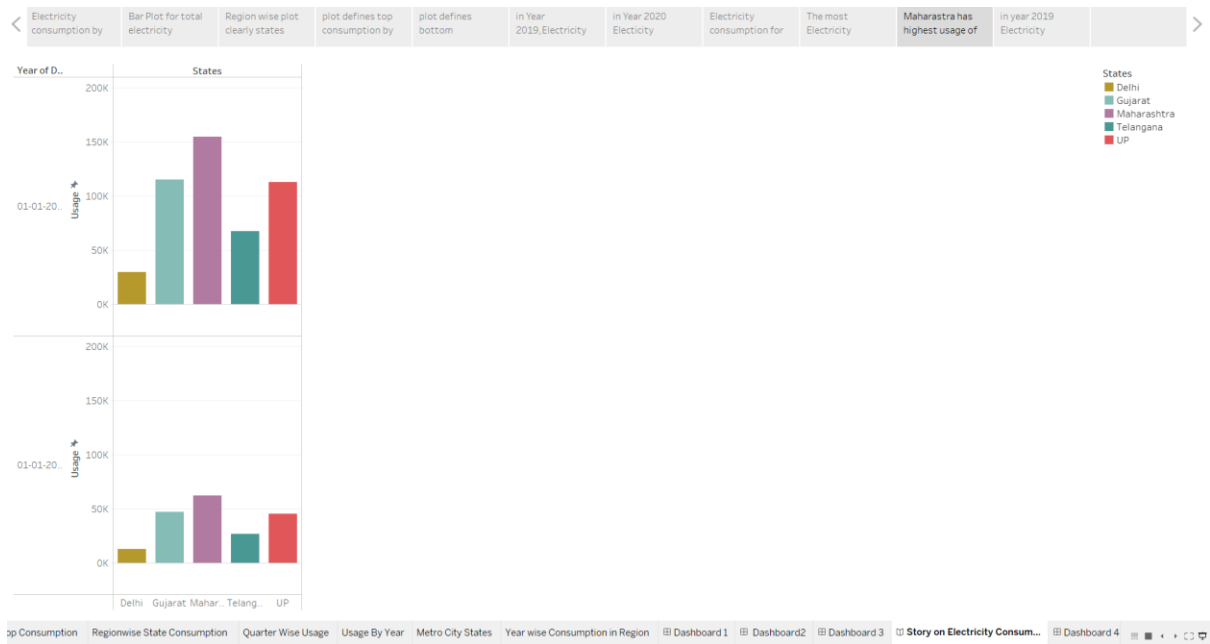 Electricity
consumption by
Bar Plot for total
electricity
Region wise plot
clearly states
plot defines top
consumption by
plot defines
bottom
in Year
2019,Electricity
in Year 2020
Electicity
Electricity
consumption for
The most
Electricity
Maharastra has
highest usage of
in year 2019
Electricity
Year of D..
States
200K
150K
100K
50K
0K
Usage
01-01-20..
200K
150K
100K
50K
0K
Usage
01-01-20..
Delhi Gujarat Mahar.. Telang.. UP
States
Delhi
Gujarat
Maharashtra
Telangana
UP
op Consumption Regionwise State Consumption Quarter Wise Usage Usage By Year Metro City States Year wise Consumption in Region Dashboard 1 Dashboard2 Dashboard 3 Story on Electricity Consum... Dashboard 4